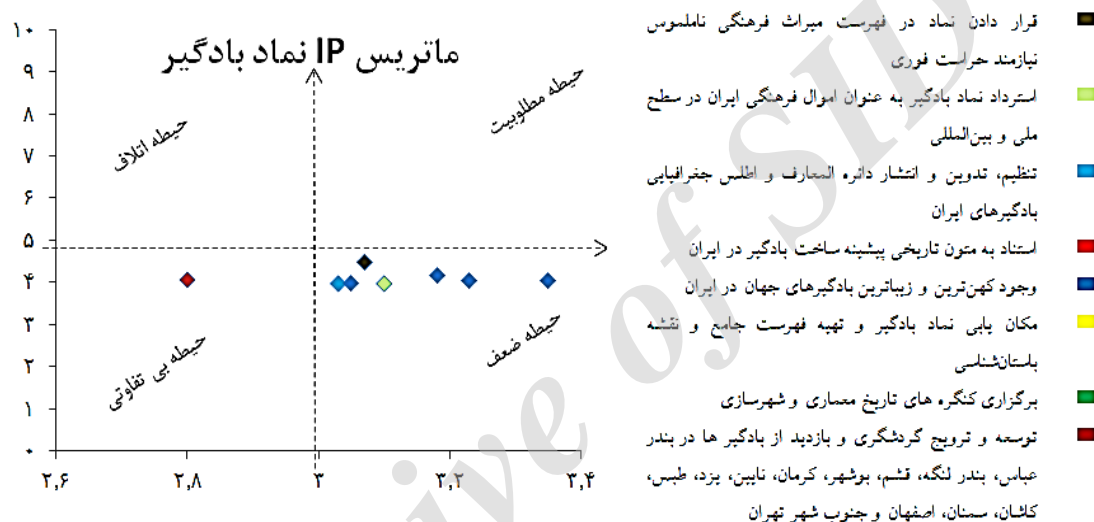 ماتریس IP نماد بادگیر
۱۰
۹
۸
۷
۶
۵
۴
۳
۲
۱
۰
۲,۶
۲,۸
۳
۳,۲
۳,۴
حیطه اتلاف
حیطه مطلوبیت
حیطه بی تفاوتی
حیطه ضعف
قرار دادن نماد در فهرست میراث فرهنگی ناملموس
نیازمند حراست فوری
استرداد نماد بادگیر به عنوان اموال فرهنگی ایران در سطح
ملی و بین‌المللی
تنظیم، تدوین و انتشار دائره المعارف و اطلس جغرافیایی
بادگیرهای ایران
استناد به متون تاریخی پیشینه ساخت بادگیر در ایران
وجود کهن‌ترین و زیباترین بادگیرهای جهان در ایران
مکان یابی نماد بادگیر و تهیه فهرست جامع و نقشه
باستان‌شناسی
برگزاری کنگره های تاریخ معماری و شهرسازی
توسعه و ترویج گردشگری و بازدید از بادگیر ها در بندر
عباس، بندر لنگه، قشم، بوشهر، کرمان، نایین، یزد، طبس،
کاشان، سمنان، اصفهان و جنوب شهر تهران
ive of SID